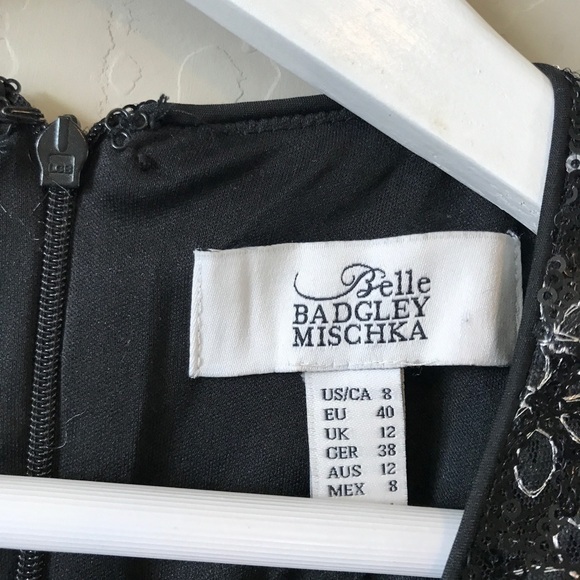 Belle
BADGLEY
MISCHKA
US/CA 8
EU 40
UK 12
GER 38
AUS 12
MEX 8